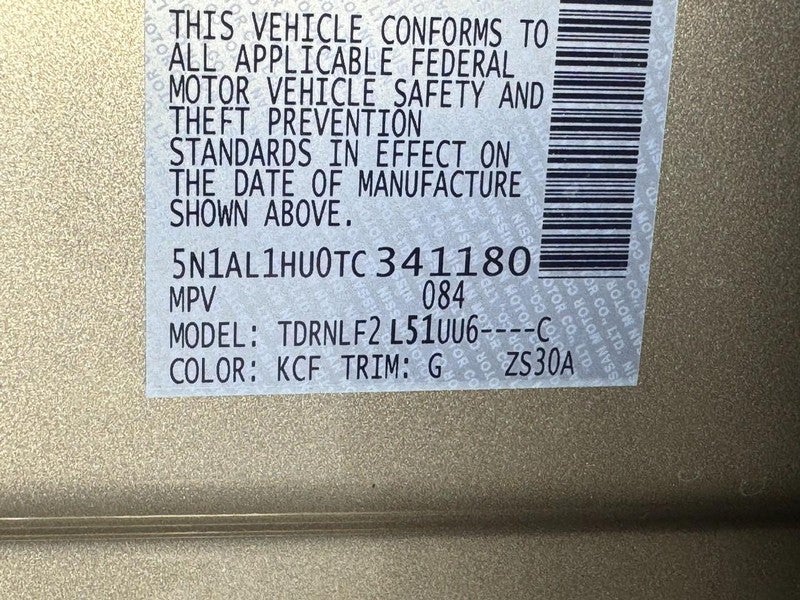 THIS VEHICLE CONFORMS TO
ALL APPLICABLE FEDERAL
MOTOR VEHICLE SAFETY AND
THEFT PREVENTION
STANDARDS IN EFFECT ON
THE DATE OF MANUFACTURE
SHOWN ABOVE.
5N1AL1HU0TC 341180
MPV 084
MODEL: TDRNLF2 L51UU6----C
COLOR: KCF TRIM: G ZS30A